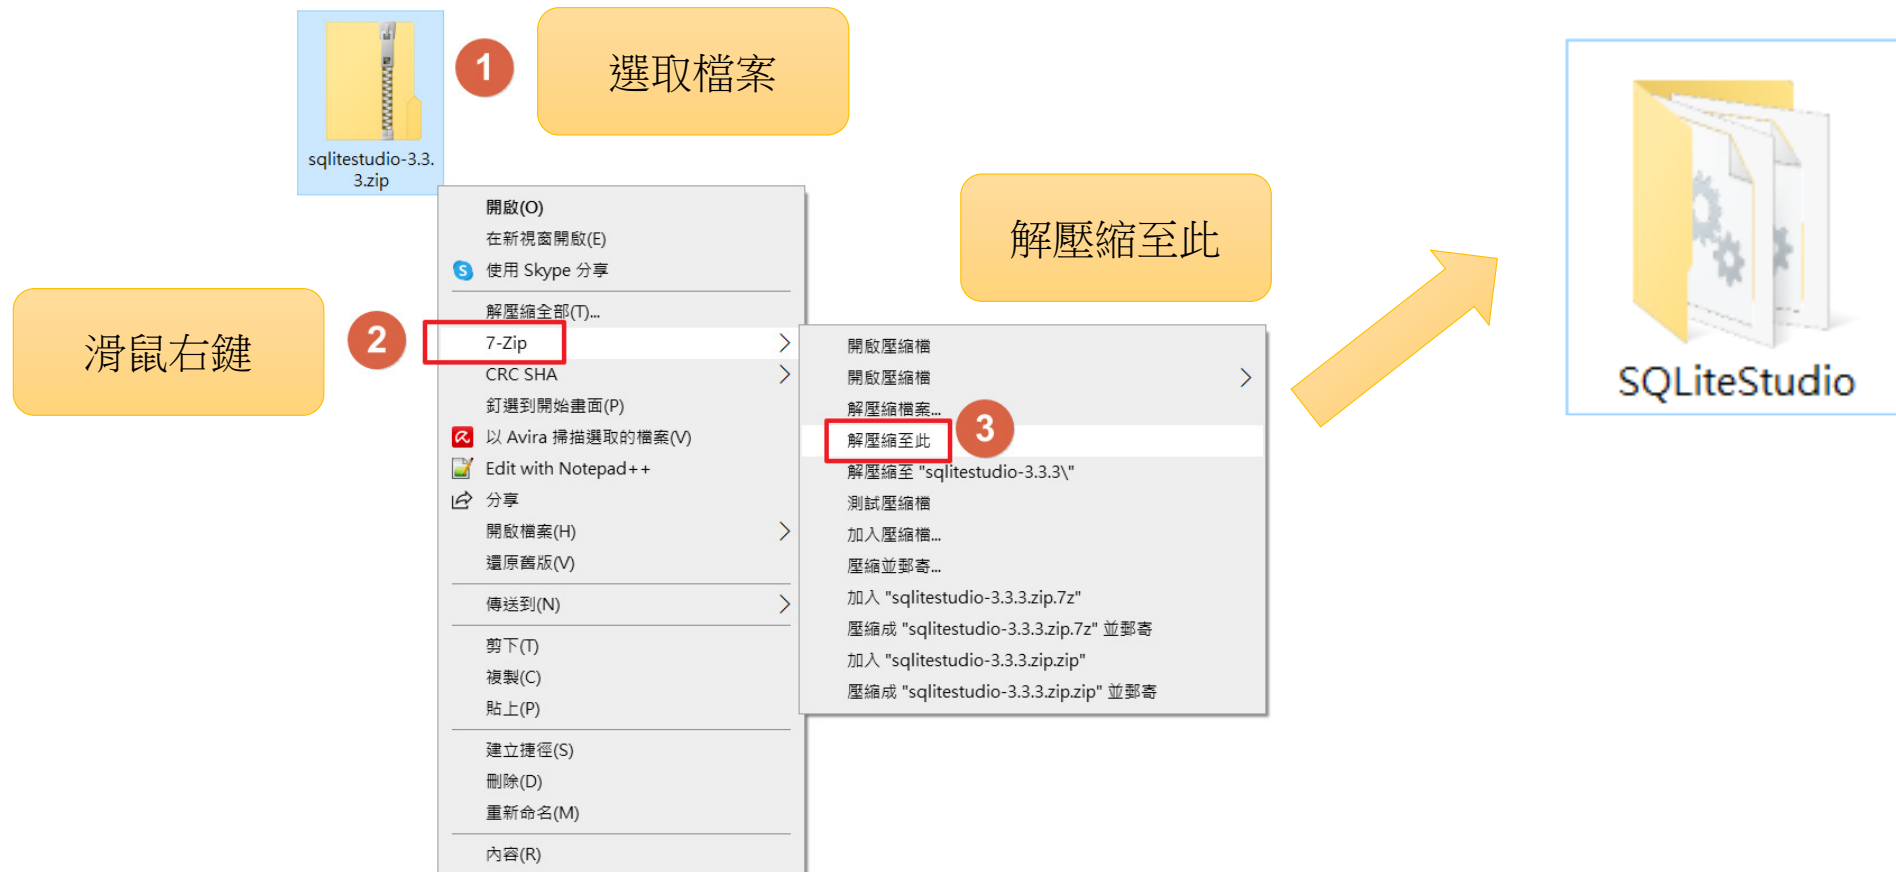 1
選取檔案
sqlitestudio-3.3.
3.zip
開啟(O)
在新視窗開啟(E)
使用 Skype 分享
解壓縮全部(T)...
滑鼠右鍵
2
7-Zip
CRC SHA
釘選到開始畫面(P)
以 Avira 掃描選取的檔案(V)
Edit with Notepad++
分享
開啟檔案(H)
還原舊版(V)
傳送到(N)
剪下(T)
複製(C)
貼上(P)
建立捷徑(S)
刪除(D)
重新命名(M)
內容(R)
解壓縮至此
開啟壓縮檔
開啟壓縮檔
解壓縮檔案...
解壓縮至此
3
解壓縮至 "sqlitestudio-3.3.3\"
測試壓縮檔
加入壓縮檔...
壓縮並郵寄...
加入 "sqlitestudio-3.3.3.zip.7z"
壓縮成 "sqlitestudio-3.3.3.zip.7z" 並郵寄
加入 "sqlitestudio-3.3.3.zip.zip"
壓縮成 "sqlitestudio-3.3.3.zip.zip" 並郵寄
SQLiteStudio